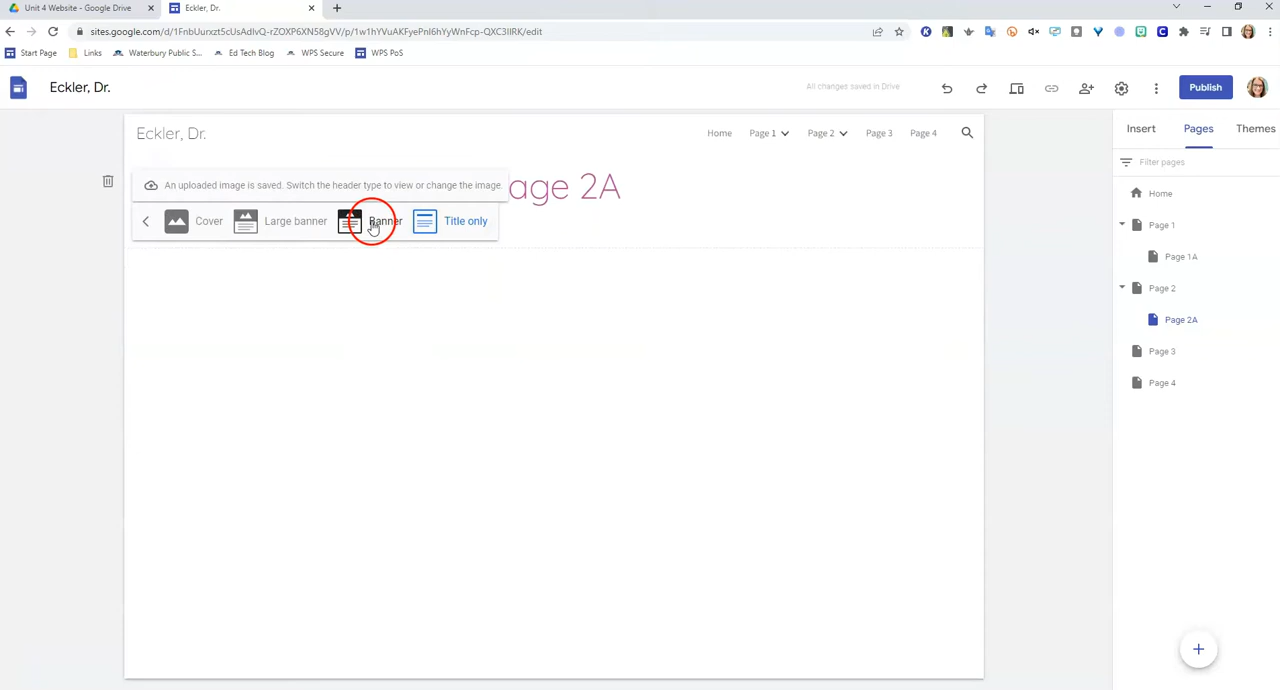 Unit 4 Website - Google Drive
Eckler, Dr.
sites.google.com/d/1FnbUurxzt5cUsAdlvQ-rZOXP6XN58gVV/p/1w1hYVuAKFyePnI6hYyWnFcp-QXC3IIRK/edit
Start Page Links Waterbury Public S... Ed Tech Blog WPS Secure WPS PoS
Eckler, Dr.
All changes saved in Drive
Publish
Eckler, Dr.
Home Page 1 Page 2 Page 3 Page 4
An uploaded image is saved. Switch the header type to view or change the image.
age 2A
Cover Large banner Banner Title only
Insert Pages Themes
Filter pages
Home
Page 1
Page 1A
Page 2
Page 2A
Page 3
Page 4